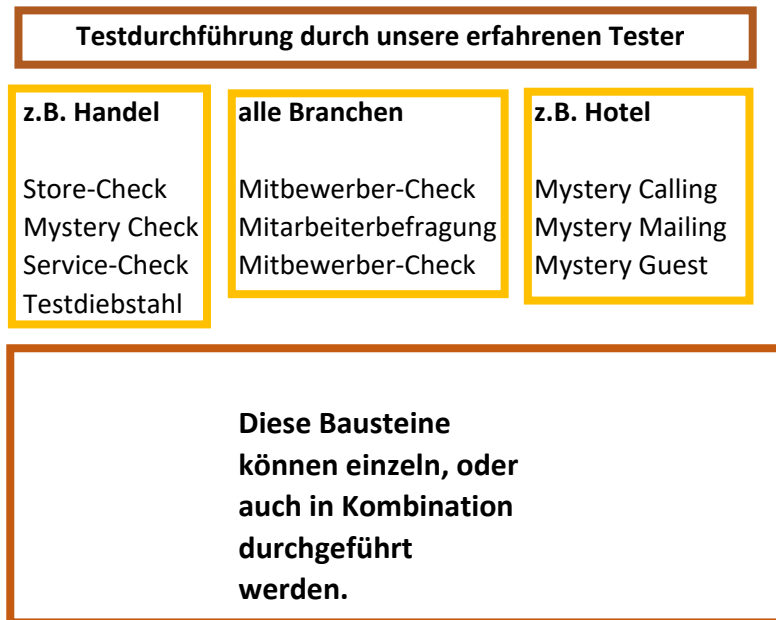 Testdurchführung durch unsere erfahrenen Tester
z.B. Handel
Store-Check
Mystery Check
Service-Check
Testdiebstahl
alle Branchen
Mitbewerber-Check
Mitarbeiterbefragung
Mitbewerber-Check
z.B. Hotel
Mystery Calling
Mystery Mailing
Mystery Guest
Diese Bausteine
können einzeln, oder
auch in Kombination
durchgeführt
werden.